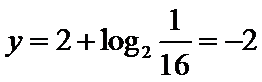 y = 2 + log₂ 1/16 = −2